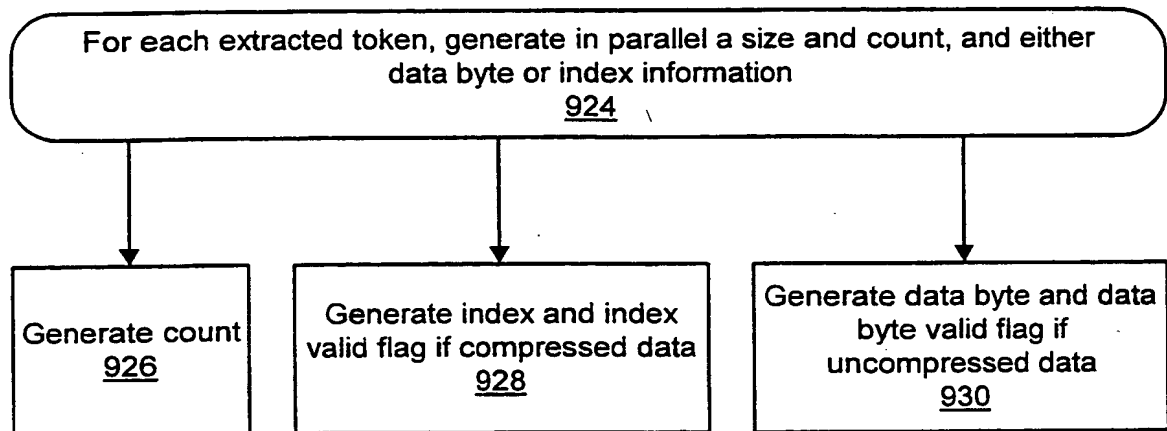 For each extracted token, generate in parallel a size and count, and either
data byte or index information
924
Generate count
926
Generate index and index
valid flag if compressed data
928
Generate data byte and data
byte valid flag if
uncompressed data
930